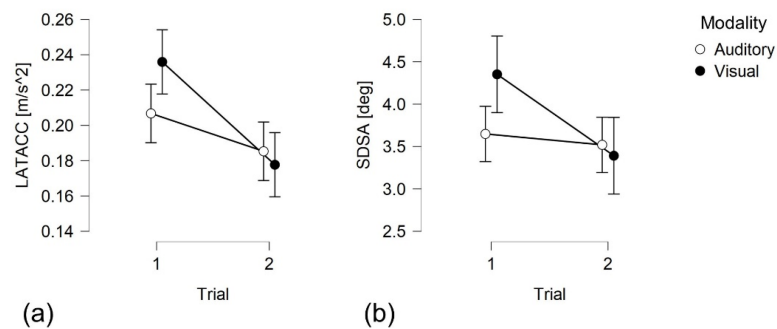 LATACC [m/s^2]
0.26
0.24
0.22
0.20
0.18
0.16
0.14
1 2
Trial
(a)
SDSA [deg]
5.0
4.5
4.0
3.5
3.0
2.5
1 2
Trial
(b)
Modality
Auditory
Visual